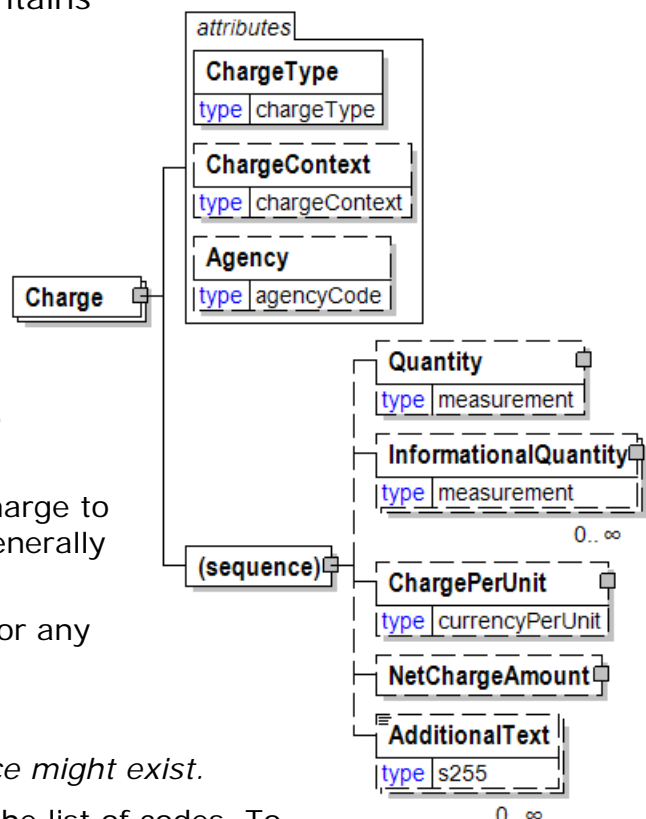 ntains
attributes
ChargeType
type chargeType
ChargeContext
type chargeContext
Agency
type agencyCode
Charge
Quantity
type measurement
InformationalQuantity
type measurement
0.. ∞
harge to
enerally
(sequence)
ChargePerUnit
type currencyPerUnit
or any
NetChargeAmount
AdditionalText
type s255
ce might exist.
he list of codes. To
0.. ∞